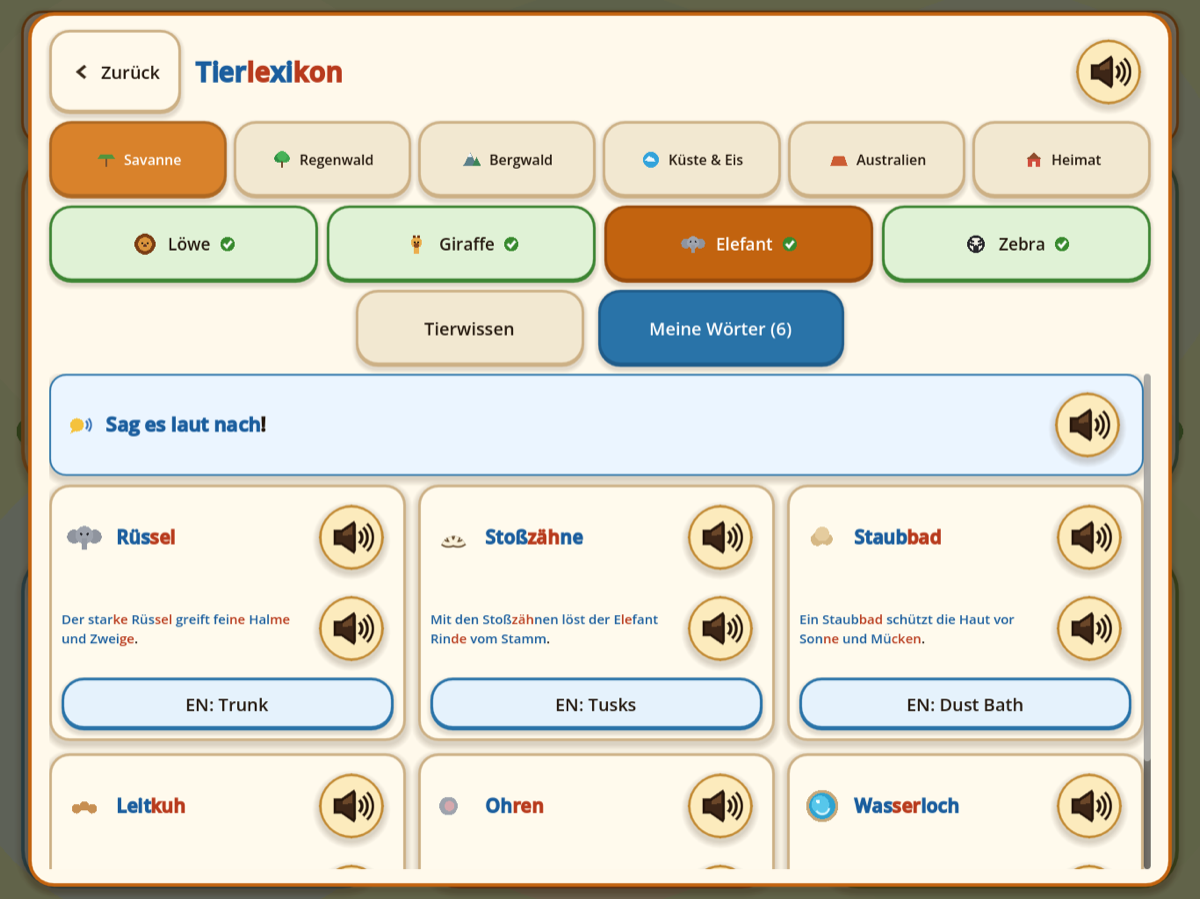 Zurück
Tierlexikon
Savanne
Regenwald
Bergwald
Küste & Eis
Australien
Heimat
Löwe
Giraffe
Elefant
Zebra
Tierwissen
Meine Wörter (6)
Sag es laut nach!
Rüssel
Stoßzähne
Staubbad
Der starke Rüssel greift feine Halme
und Zweige.
Mit den Stoßzähnen löst der Elefant
Rinde vom Stamm.
Ein Staubbad schützt die Haut vor
Sonne und Mücken.
EN: Trunk
EN: Tusks
EN: Dust Bath
Leitkuh
Ohren
Wasserloch